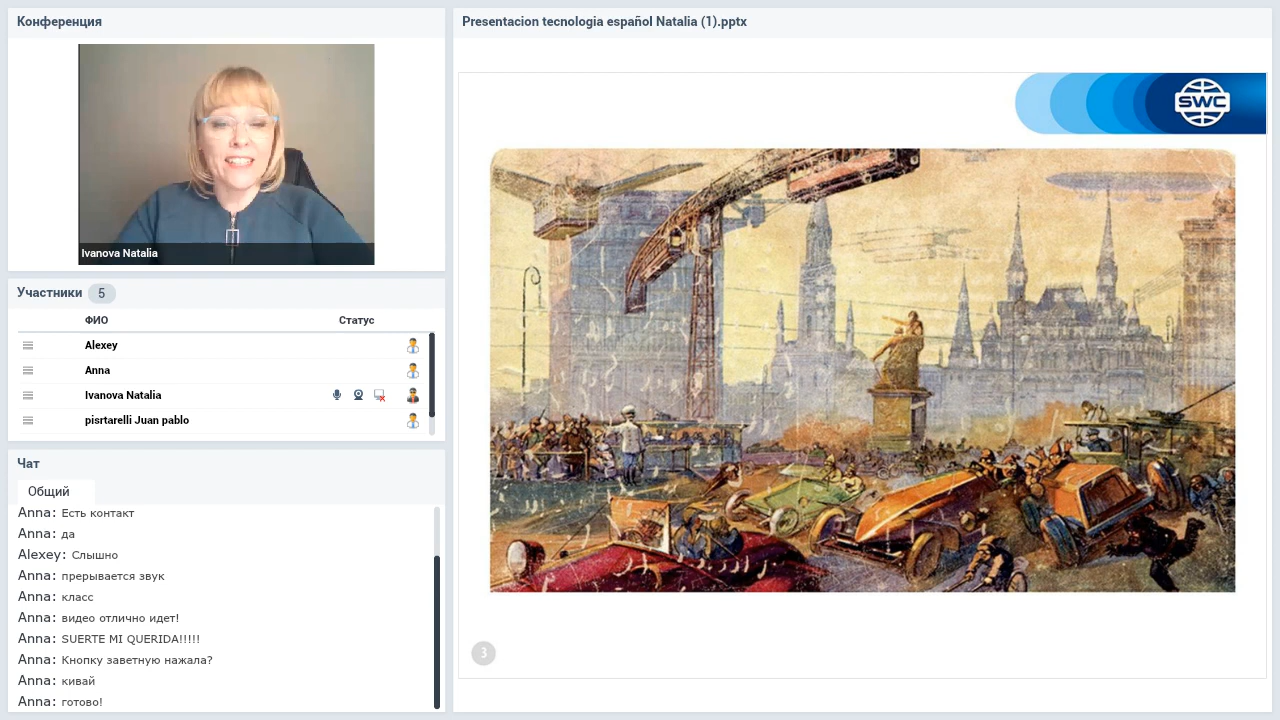 Конференция
Ivanova Natalia
Участники 5
ФИО Статус
Alexey
Anna
Ivanova Natalia
pisrtarelli Juan pablo
Чат
Общий
Anna: Есть контакт
Anna: да
Alexey: Слышно
Anna: прерывается звук
Anna: класс
Anna: видео отлично идет!
Anna: SUERTE MI QUERIDA!!!!!
Anna: Кнопку заветную нажала?
Anna: кивай
Anna: готово!
Presentacion tecnologia español Natalia (1).pptx
SWC
3